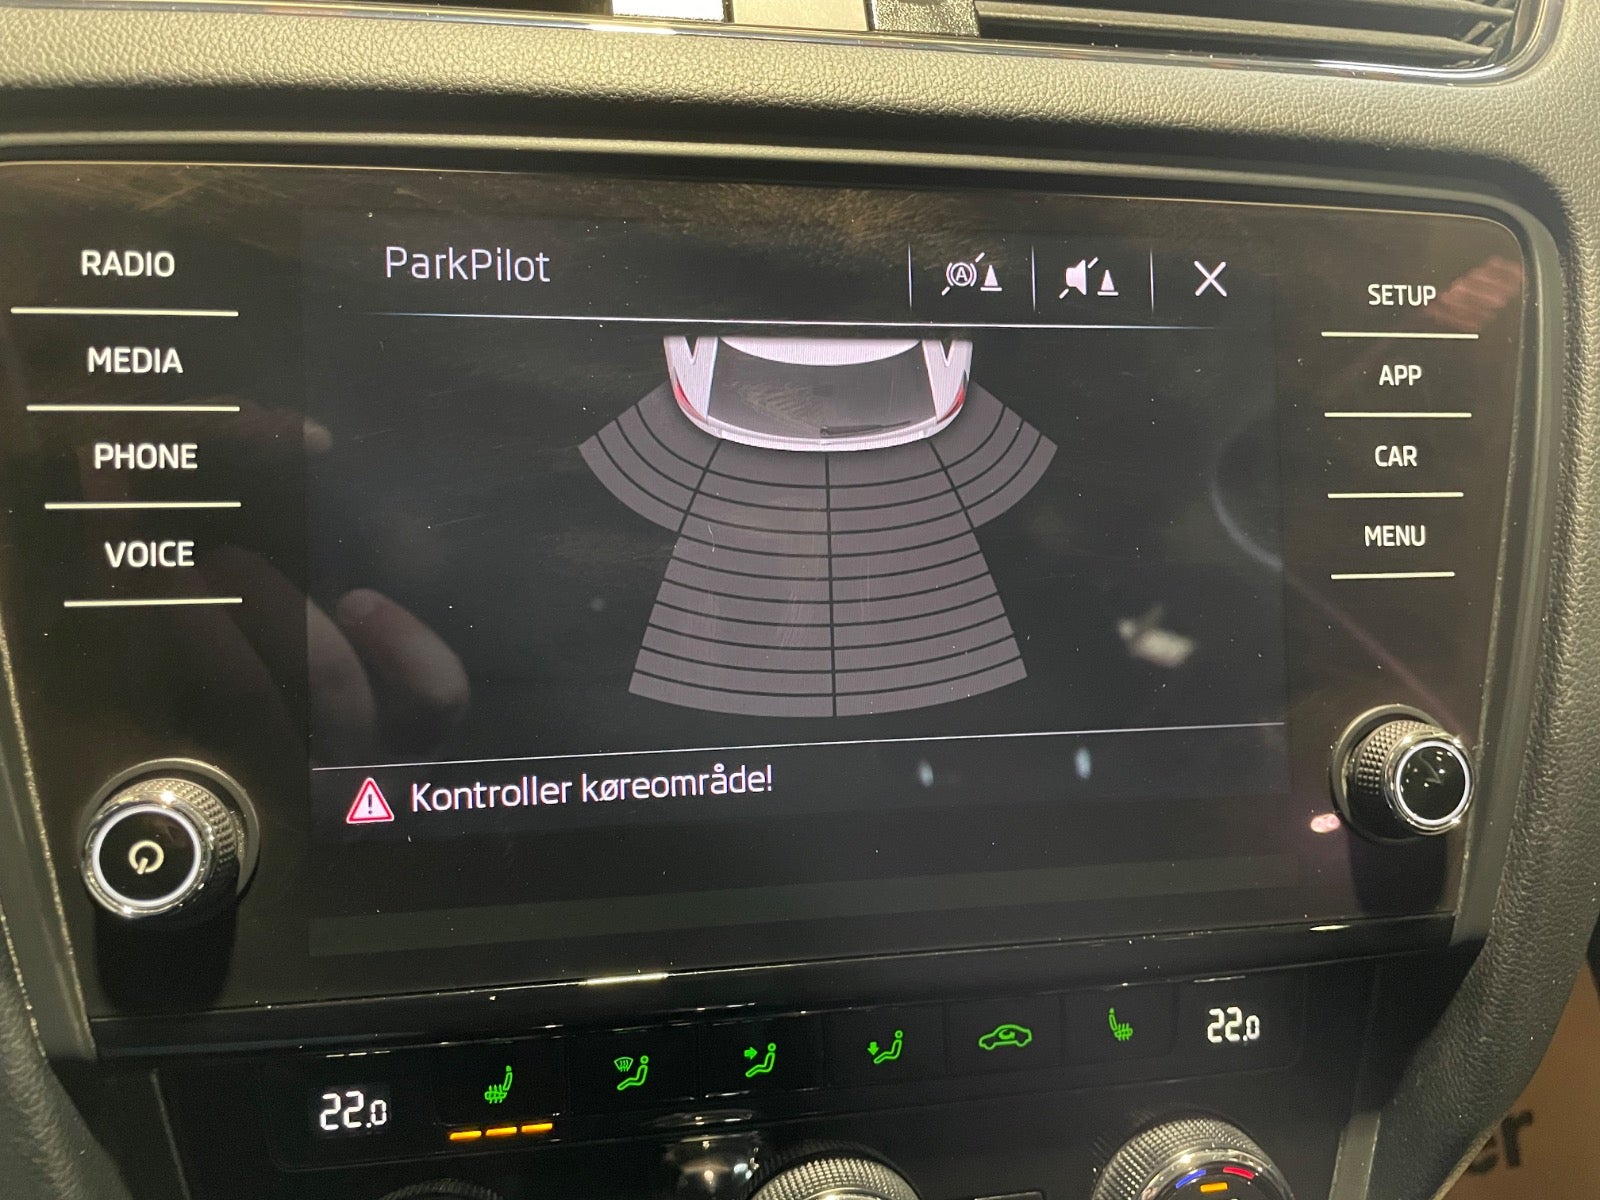 RADIO
MEDIA
PHONE
VOICE
ParkPilot
A
SETUP
APP
CAR
MENU
Kontroller køreområde!
22.0
22.0